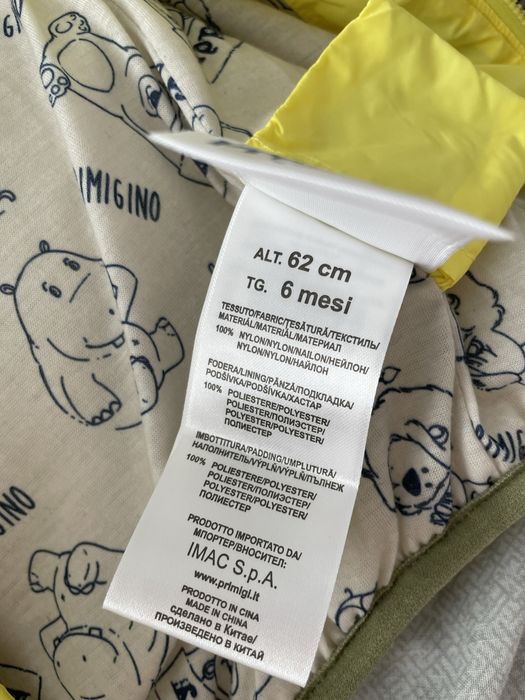 MIGINO
ALT. 62 cm
TG. 6 mesi
TESSUTO/FABRIC/ȚESĂTURĂ/ТЕКСТИЛЬ/
MATERIÁL/MATERIÁL/МАТЕРИАЛ
100% NYLON/NYLON/NAILON/НЕЙЛОН/
NYLON/NYLON/НАЙЛОН
FODERA/LINING/PÂNZĂ/ПОДКЛАДКА/
PODŠÍVKA/PODŠÍVKA/ХАСТАР
100% POLIESTERE/POLYESTER/
POLIESTER/ПОЛИЭСТЕР/
POLYESTER/POLYESTER/
ПОЛИЕСТЕР
IMBOTTITURA/PADDING/UMPLUTURĂ/
НАПОЛНИТЕЛЬ/VÝPLŇ/VÝPLŇ/ПЪЛНЕЖ
100% POLIESTERE/POLYESTER/
POLIESTER/ПОЛИЭСТЕР/
POLYESTER/POLYESTER/
ПОЛИЕСТЕР
PRODOTTO IMPORTATO DA/
ИМПОРТЕР/ВНОСИТЕЛ:
IMAC S.p.A.
www.primigi.it
PRODOTTO IN CINA
MADE IN CHINA
сделано в Китае/
ПРОИЗВЕДЕНО В КИТАЙ
MIGINO